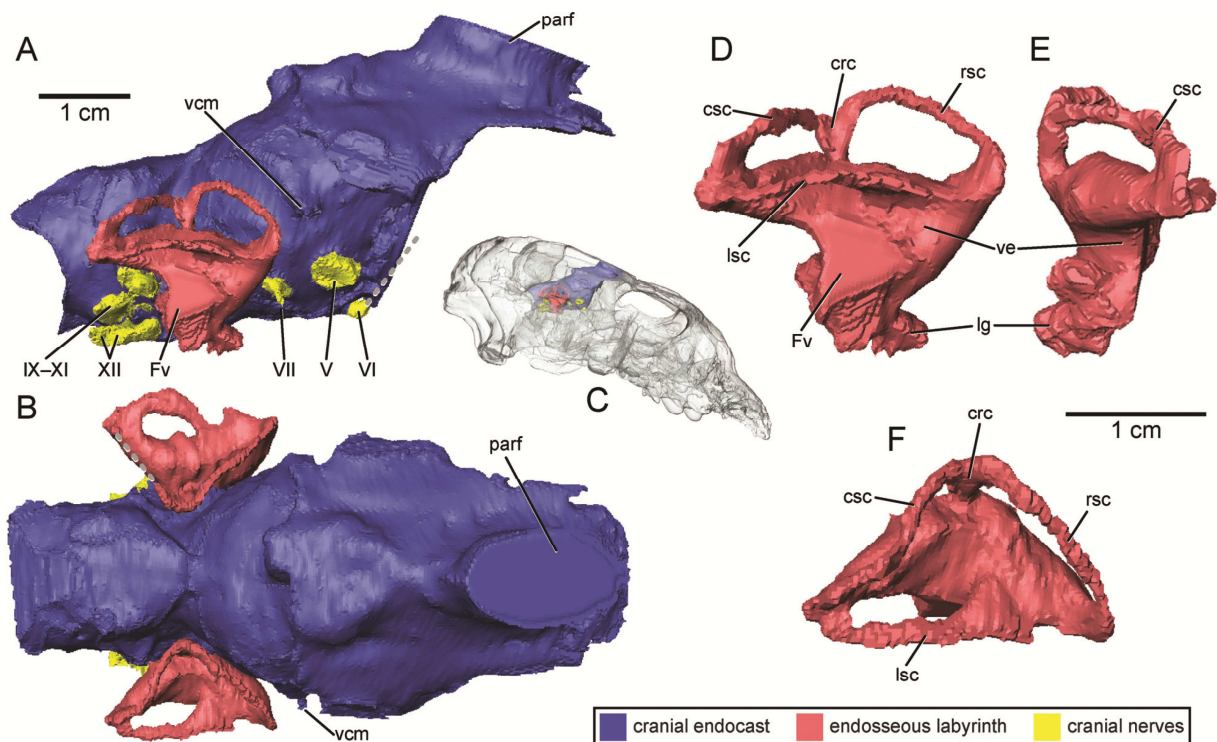 A
parf
vcm
1 cm
IX–XI XII Fv VII V VI
B
parf
vcm
C
D
crc
rsc
csc
lsc
ve
Fv
lg
E
csc
1 cm
F
crc
csc
rsc
lsc
cranial endocast endosseous labyrinth cranial nerves